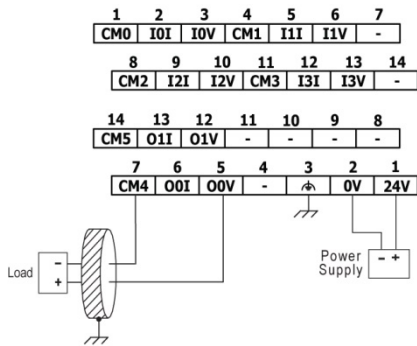 1 2 3 4 5 6 7
CM0 I0I I0V CM1 I1I I1V -
8 9 10 11 12 13 14
CM2 I2I I2V CM3 I3I I3V -
14 13 12 11 10 9 8
CM5 O1I O1V - - - -
7 6 5 4 3 2 1
CM4 O0I O0V - 0V 24V
Load - +
Power Supply - +